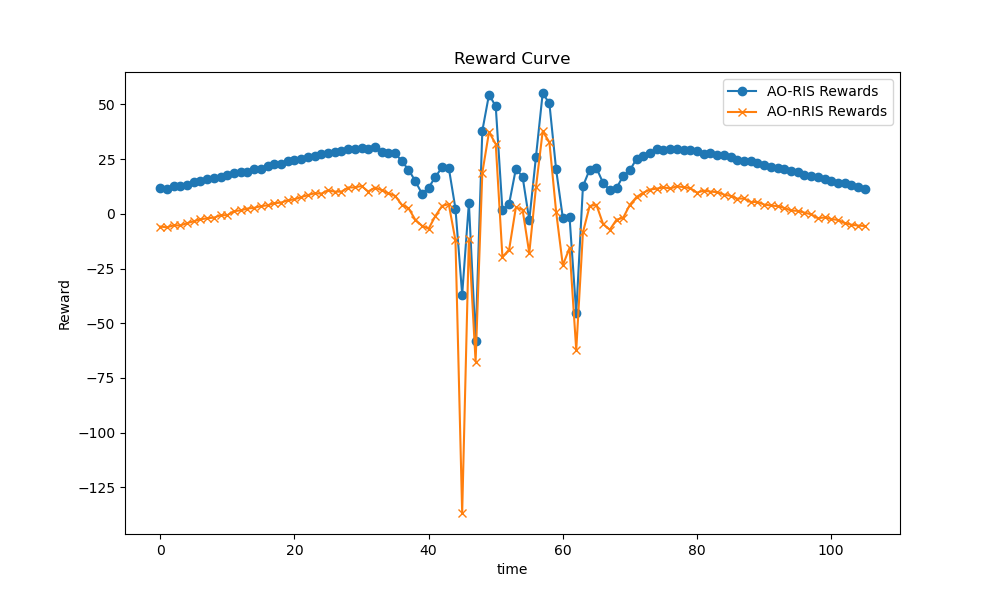 Reward Curve
AO-RIS Rewards
AO-nRIS Rewards
50
25
0
−25
−50
−75
−100
−125
Reward
0 20 40 60 80 100
time